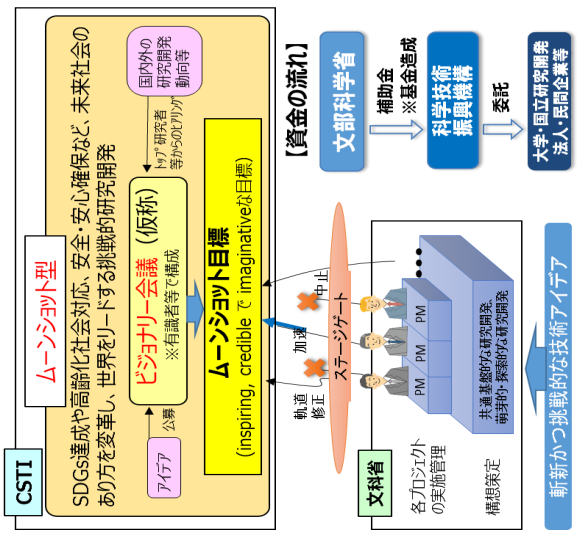 CSTI
ムーンショット型
SDGs達成や高齢化社会対応、安全・安心確保など、未来社会の
あり方を変革し、世界をリードする挑戦的研究開発
アイデア
公募
ビジョナリー会議（仮称）
※有識者等で構成
トップ研究者
等からのヒアリング
国内外の
研究開発
動向等
ムーンショット目標
（inspiring, credible で imaginativeな目標）
軌道
修正
加速
中止
ステージゲート
文科省
各プロジェクト
の実施管理
構想策定
PM
PM
PM
共通基盤的な研究開発、
萌芽的・探索的な研究開発
斬新かつ挑戦的な技術アイデア
【資金の流れ】
文部科学省
補助金
※基金造成
科学技術
振興機構
委託
大学・国立研究開発
法人・民間企業等